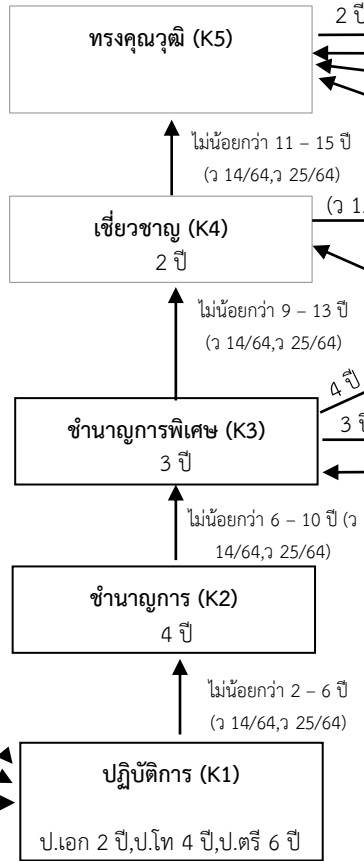 2 ปี
ทรงคุณวุฒิ (K5)
ไม่น้อยกว่า 11 – 15 ปี
(ว 14/64,ว 25/64)
(ว 1
เชี่ยวชาญ (K4)
2 ปี
ไม่น้อยกว่า 9 – 13 ปี
(ว 14/64,ว 25/64)
4 ปี
ชำนาญการพิเศษ (K3)
3 ปี
3 ปี
ไม่น้อยกว่า 6 – 10 ปี (ว
14/64,ว 25/64)
ชำนาญการ (K2)
4 ปี
ไม่น้อยกว่า 2 – 6 ปี
(ว 14/64,ว 25/64)
ปฏิบัติการ (K1)
ป.เอก 2 ปี,ป.โท 4 ปี,ป.ตรี 6 ปี